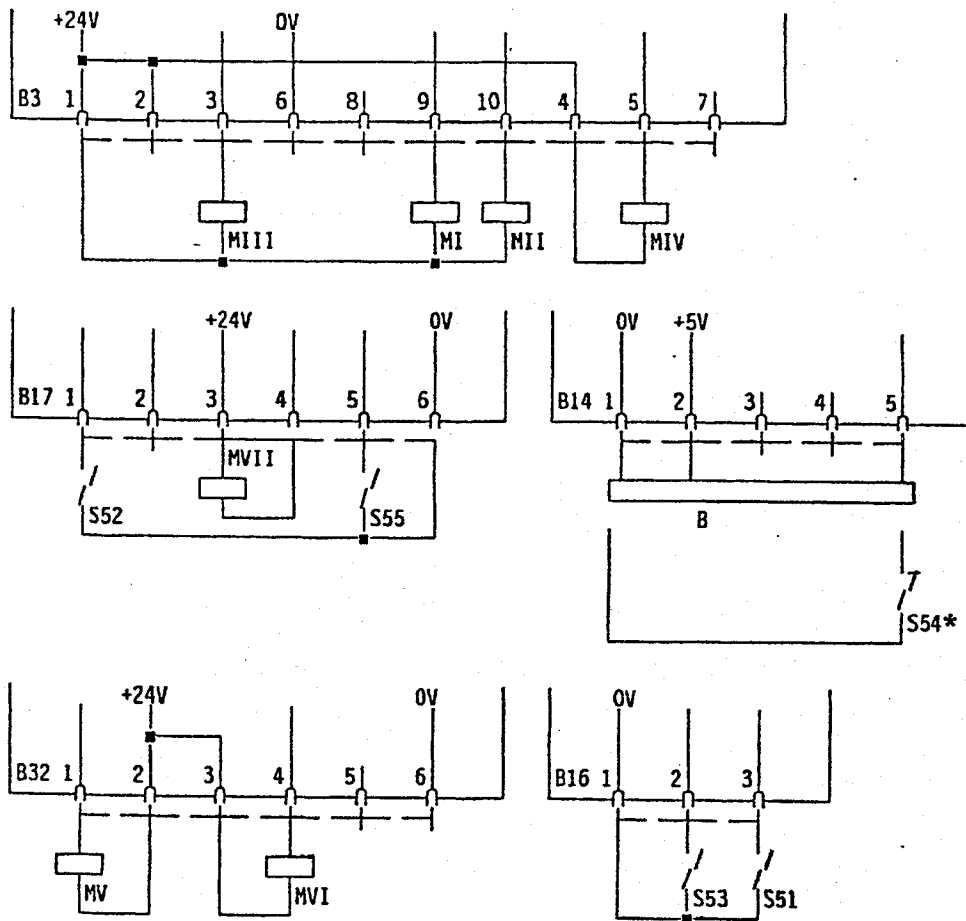 +24V 0V
B3 1 2 3 6 8 9 10 4 5 7
MIII MI MII MIV
+24V 0V
B17 1 2 3 4 5 6
MVII
S52 S55
0V +5V
B14 1 2 3 4 5
B
S54*
+24V 0V
B32 1 2 3 4 5 6
MV MVI
0V
B16 1 2 3
S53 S51